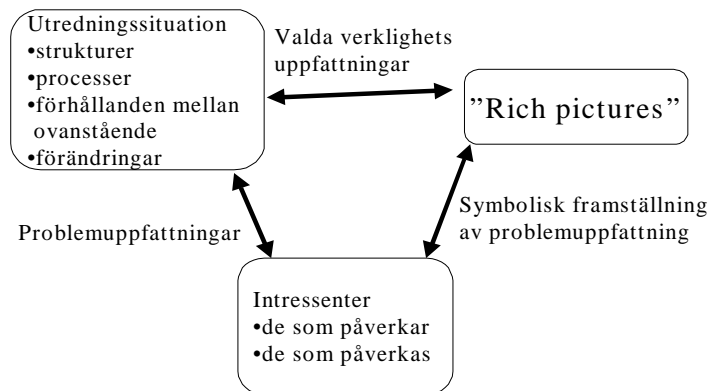 Utredningssituation
•strukturer
•processer
•förhållanden mellan
ovanstående
•förändringar
Valda verklighets
uppfattningar
”Rich pictures”
Problemuppfattningar
Symbolisk framställning
av problemuppfattning
Intressenter
•de som påverkar
•de som påverkas